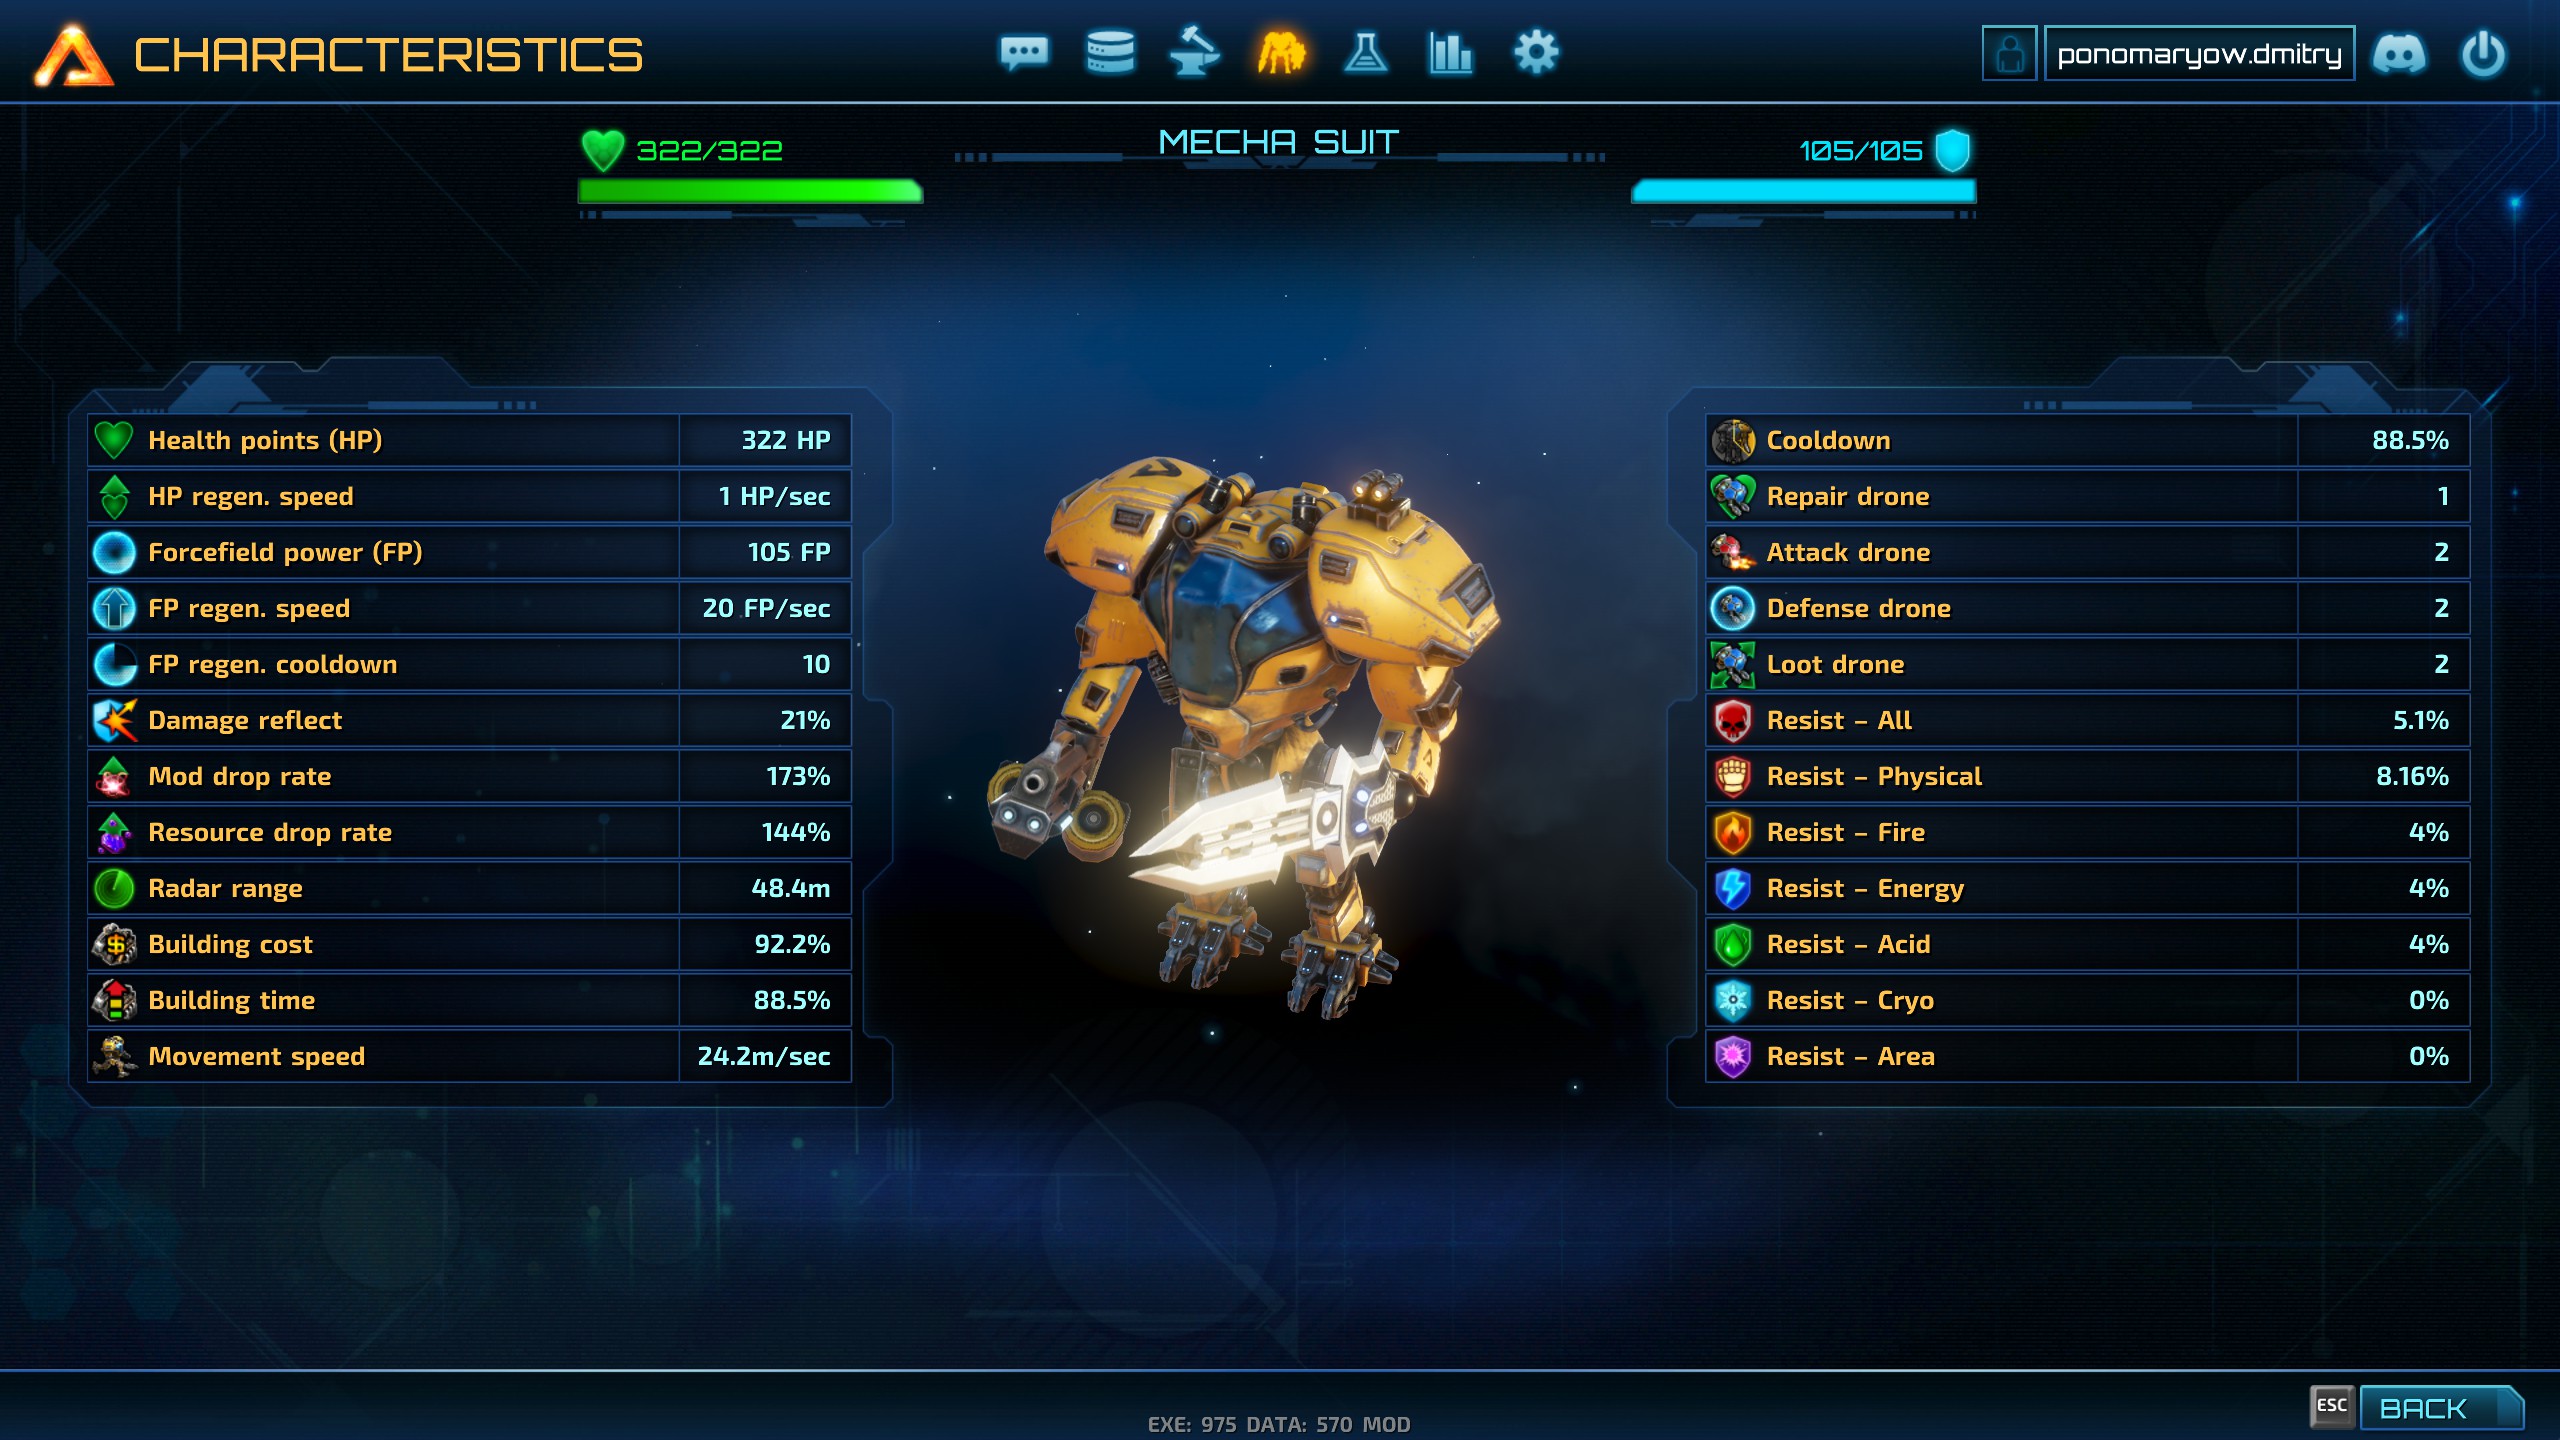 CHARACTERISTICS
ponomaryow.dmitry
322/322
MECHA SUIT
105/105
Health points (HP) 322 HP
HP regen. speed 1 HP/sec
Forcefield power (FP) 105 FP
FP regen. speed 20 FP/sec
FP regen. cooldown 10
Damage reflect 21%
Mod drop rate 173%
Resource drop rate 144%
Radar range 48.4m
Building cost 92.2%
Building time 88.5%
Movement speed 24.2m/sec
Cooldown 88.5%
Repair drone 1
Attack drone 2
Defense drone 2
Loot drone 2
Resist – All 5.1%
Resist – Physical 8.16%
Resist – Fire 4%
Resist – Energy 4%
Resist – Acid 4%
Resist – Cryo 0%
Resist – Area 0%
ESC BACK
EXE: 975 DATA: 570 MOD